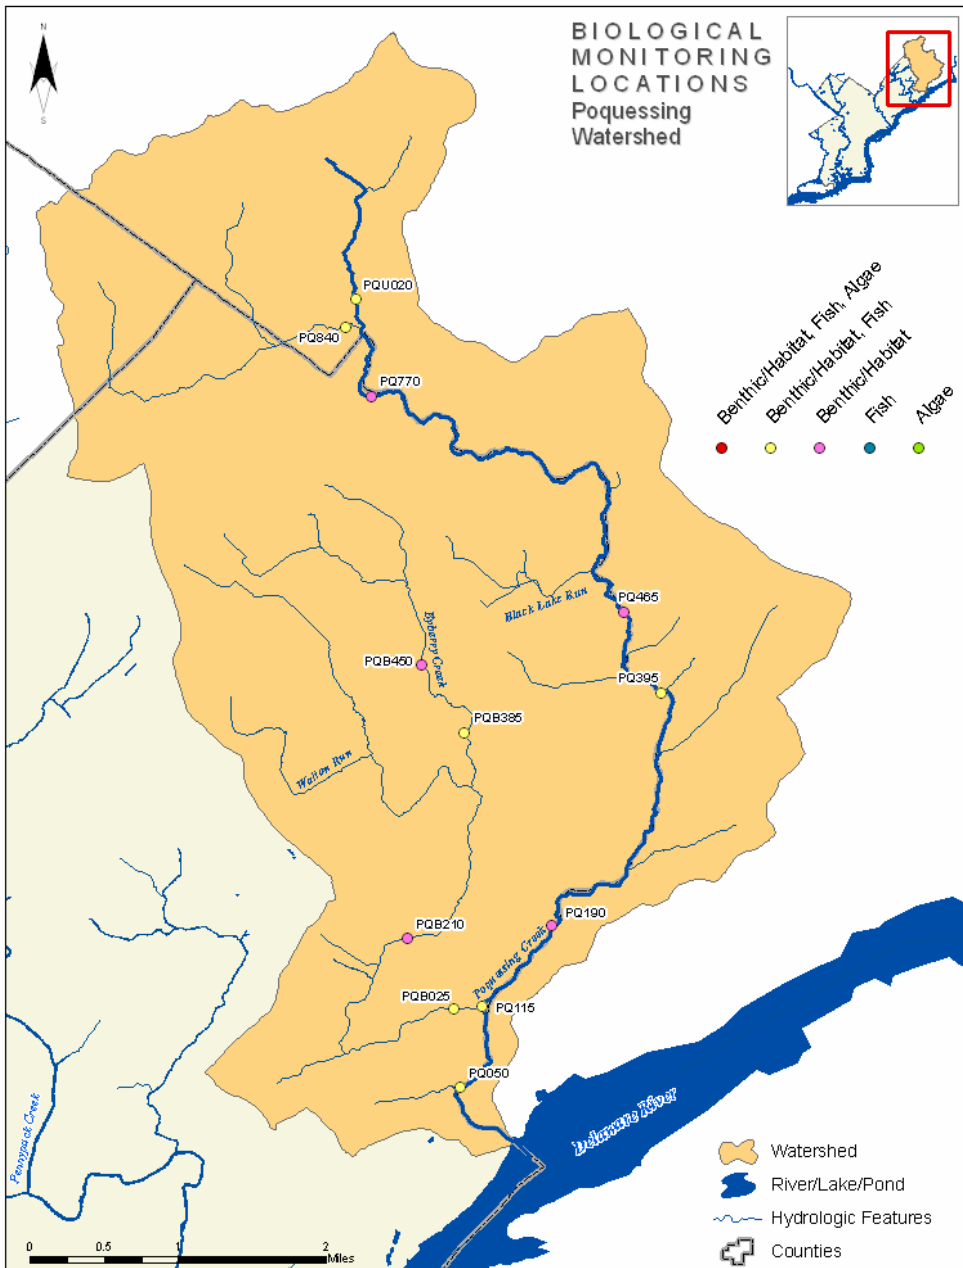 N
S
BIOLOGICAL
MONITORING
LOCATIONS
Poquessing
Watershed
Benthic/Habitat, Fish, Algae
Benthic/Habitat, Fish
Benthic/Habitat
Fish
Algae
PQU020
PQ840
PQ770
Black Lake Run
PQ465
Byberry Creek
PQB450
PQ395
PQB385
Walton Run
PQ190
PQB210
Poquessing Creek
PQB025
PQ115
PQ050
Delaware River
Pennypack Creek
Watershed
River/Lake/Pond
Hydrologic Features
Counties
0 0.5 1 2
Miles